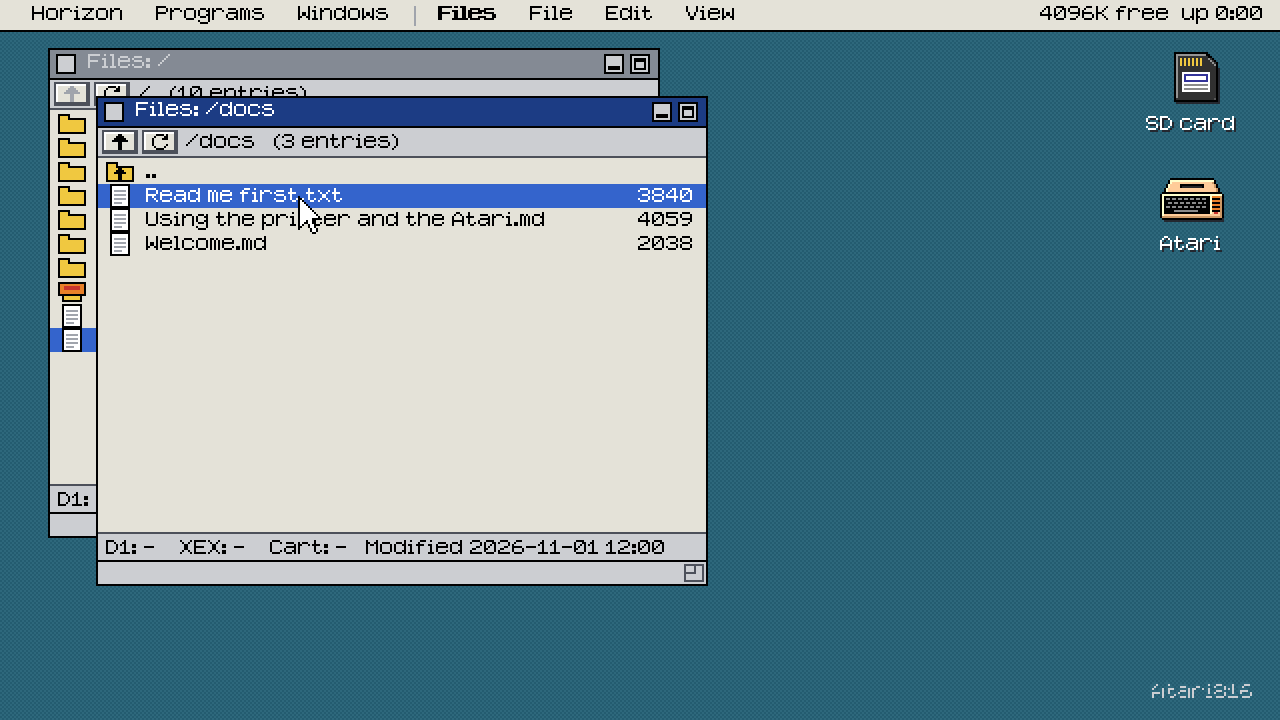 Horizon Programs Windows | Files File Edit View 4096K free up 0:00
Files: /
/ (10 entries)
Files: /docs
/docs (3 entries)
..
Read me first.txt 3840
Using the printer and the Atari.md 4059
Welcome.md 2038
D1:
D1: - XEX: - Cart: - Modified 2026-11-01 12:00
SD card
Atari
Atari816